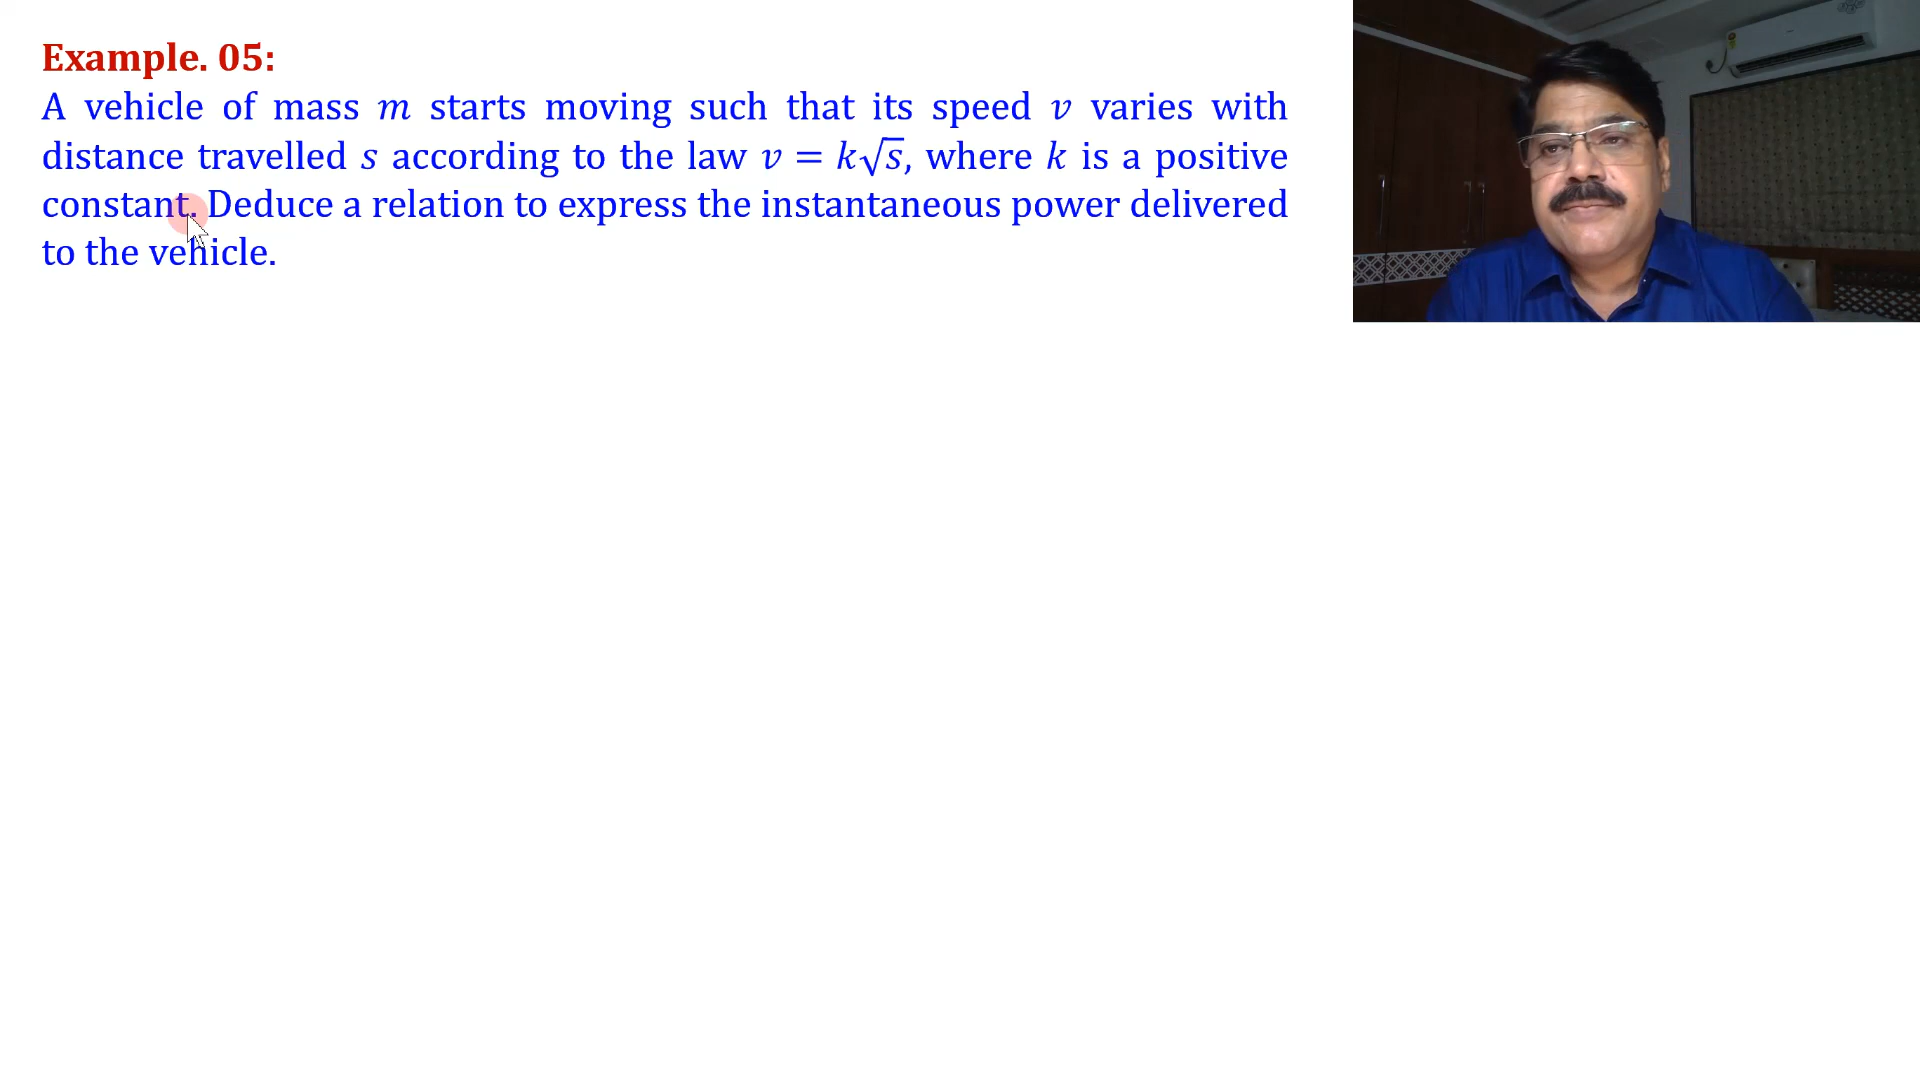 Example. 05:
A vehicle of mass m starts moving such that its speed v varies with
distance travelled s according to the law v = k√s, where k is a positive
constant. Deduce a relation to express the instantaneous power delivered
to the vehicle.